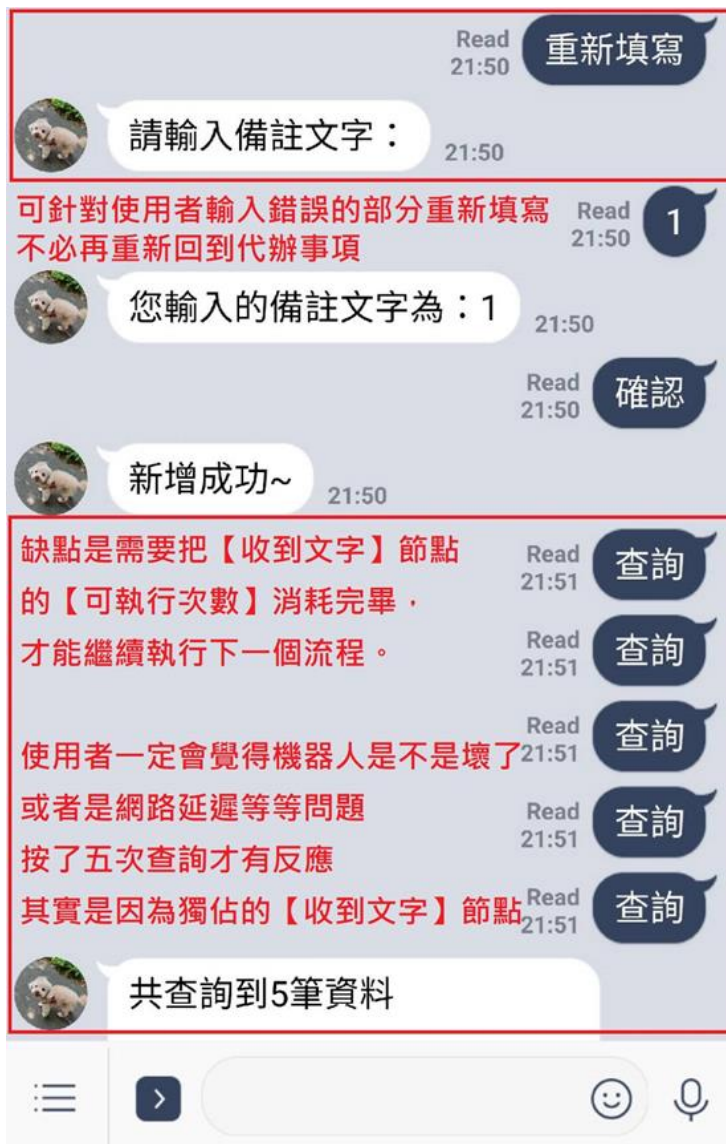 Read
21:50
重新填寫
請輸入備註文字：
21:50
可針對使用者輸入錯誤的部分重新填寫
不必再重新回到代辦事項
Read
21:50
1
您輸入的備註文字為：1
21:50
Read
21:50
確認
新增成功~
21:50
缺點是需要把【收到文字】節點
的【可執行次數】消耗完畢，
才能繼續執行下一個流程。
Read
21:51
查詢
Read
21:51
查詢
使用者一定會覺得機器人是不是壞了
或者是網路延遲等等問題
按了五次查詢才有反應
其實是因為獨佔的【收到文字】節點
Read
21:51
查詢
Read
21:51
查詢
Read
21:51
查詢
共查詢到5筆資料